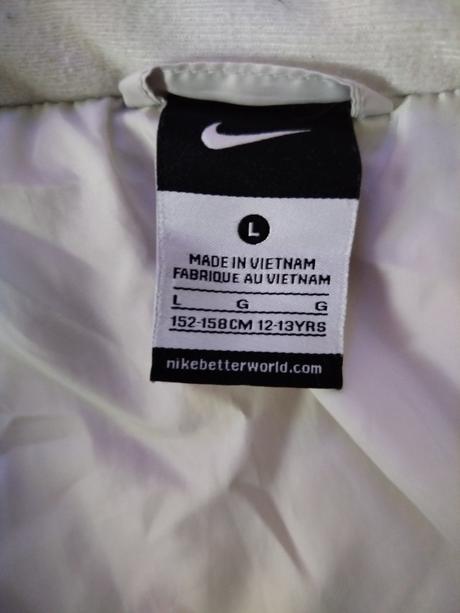 L
MADE IN VIETNAM
FABRIQUE AU VIETNAM
L G G
152-158CM 12-13YRS
nikebetterworld.com